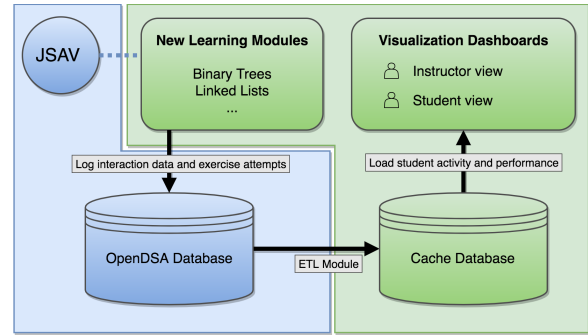 JSAV
New Learning Modules
Binary Trees
Linked Lists
...
Visualization Dashboards
Instructor view
Student view
Log interaction data and exercise attempts
Load student activity and performance
OpenDSA Database
ETL Module
Cache Database